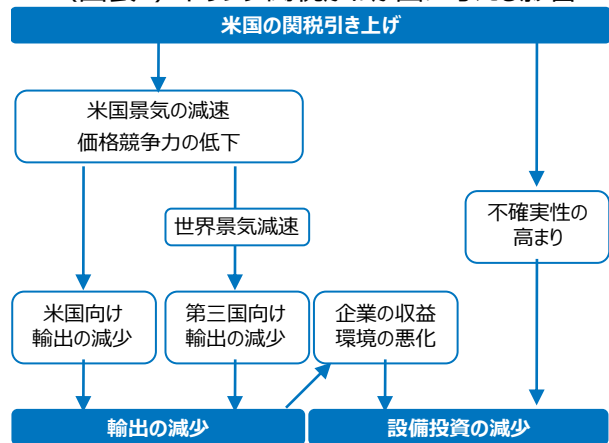 米国の関税引き上げ
米国景気の減速
価格競争力の低下
世界景気減速
不確実性の
高まり
米国向け
輸出の減少
第三国向け
輸出の減少
企業の収益
環境の悪化
輸出の減少
設備投資の減少